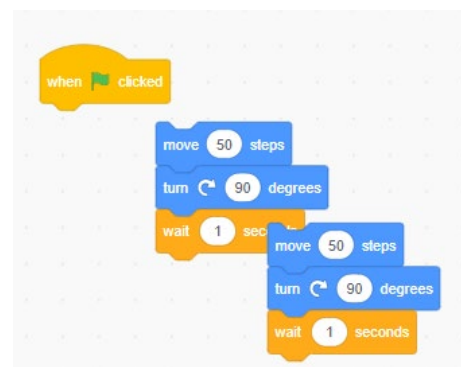 when clicked
move 50 steps
turn 90 degrees
wait 1 sec
move 50 steps
turn 90 degrees
wait 1 seconds